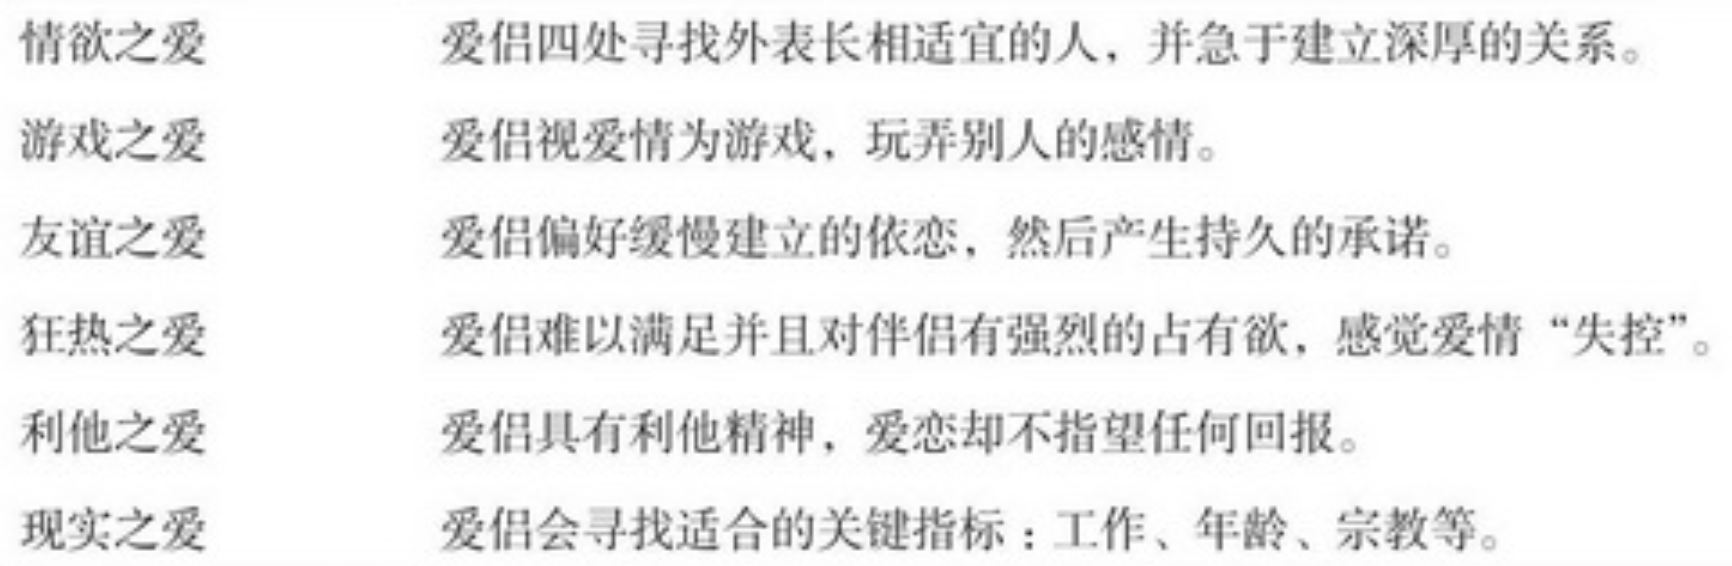 情欲之爱 爱侣四处寻找外表长相适宜的人，并急于建立深厚的关系。
游戏之爱 爱侣视爱情为游戏，玩弄别人的感情。
友谊之爱 爱侣偏好缓慢建立的依恋，然后产生持久的承诺。
狂热之爱 爱侣难以满足并且对伴侣有强烈的占有欲，感觉爱情“失控”。
利他之爱 爱侣具有利他精神，爱恋却不指望任何回报。
现实之爱 爱侣会寻找适合的关键指标：工作、年龄、宗教等。